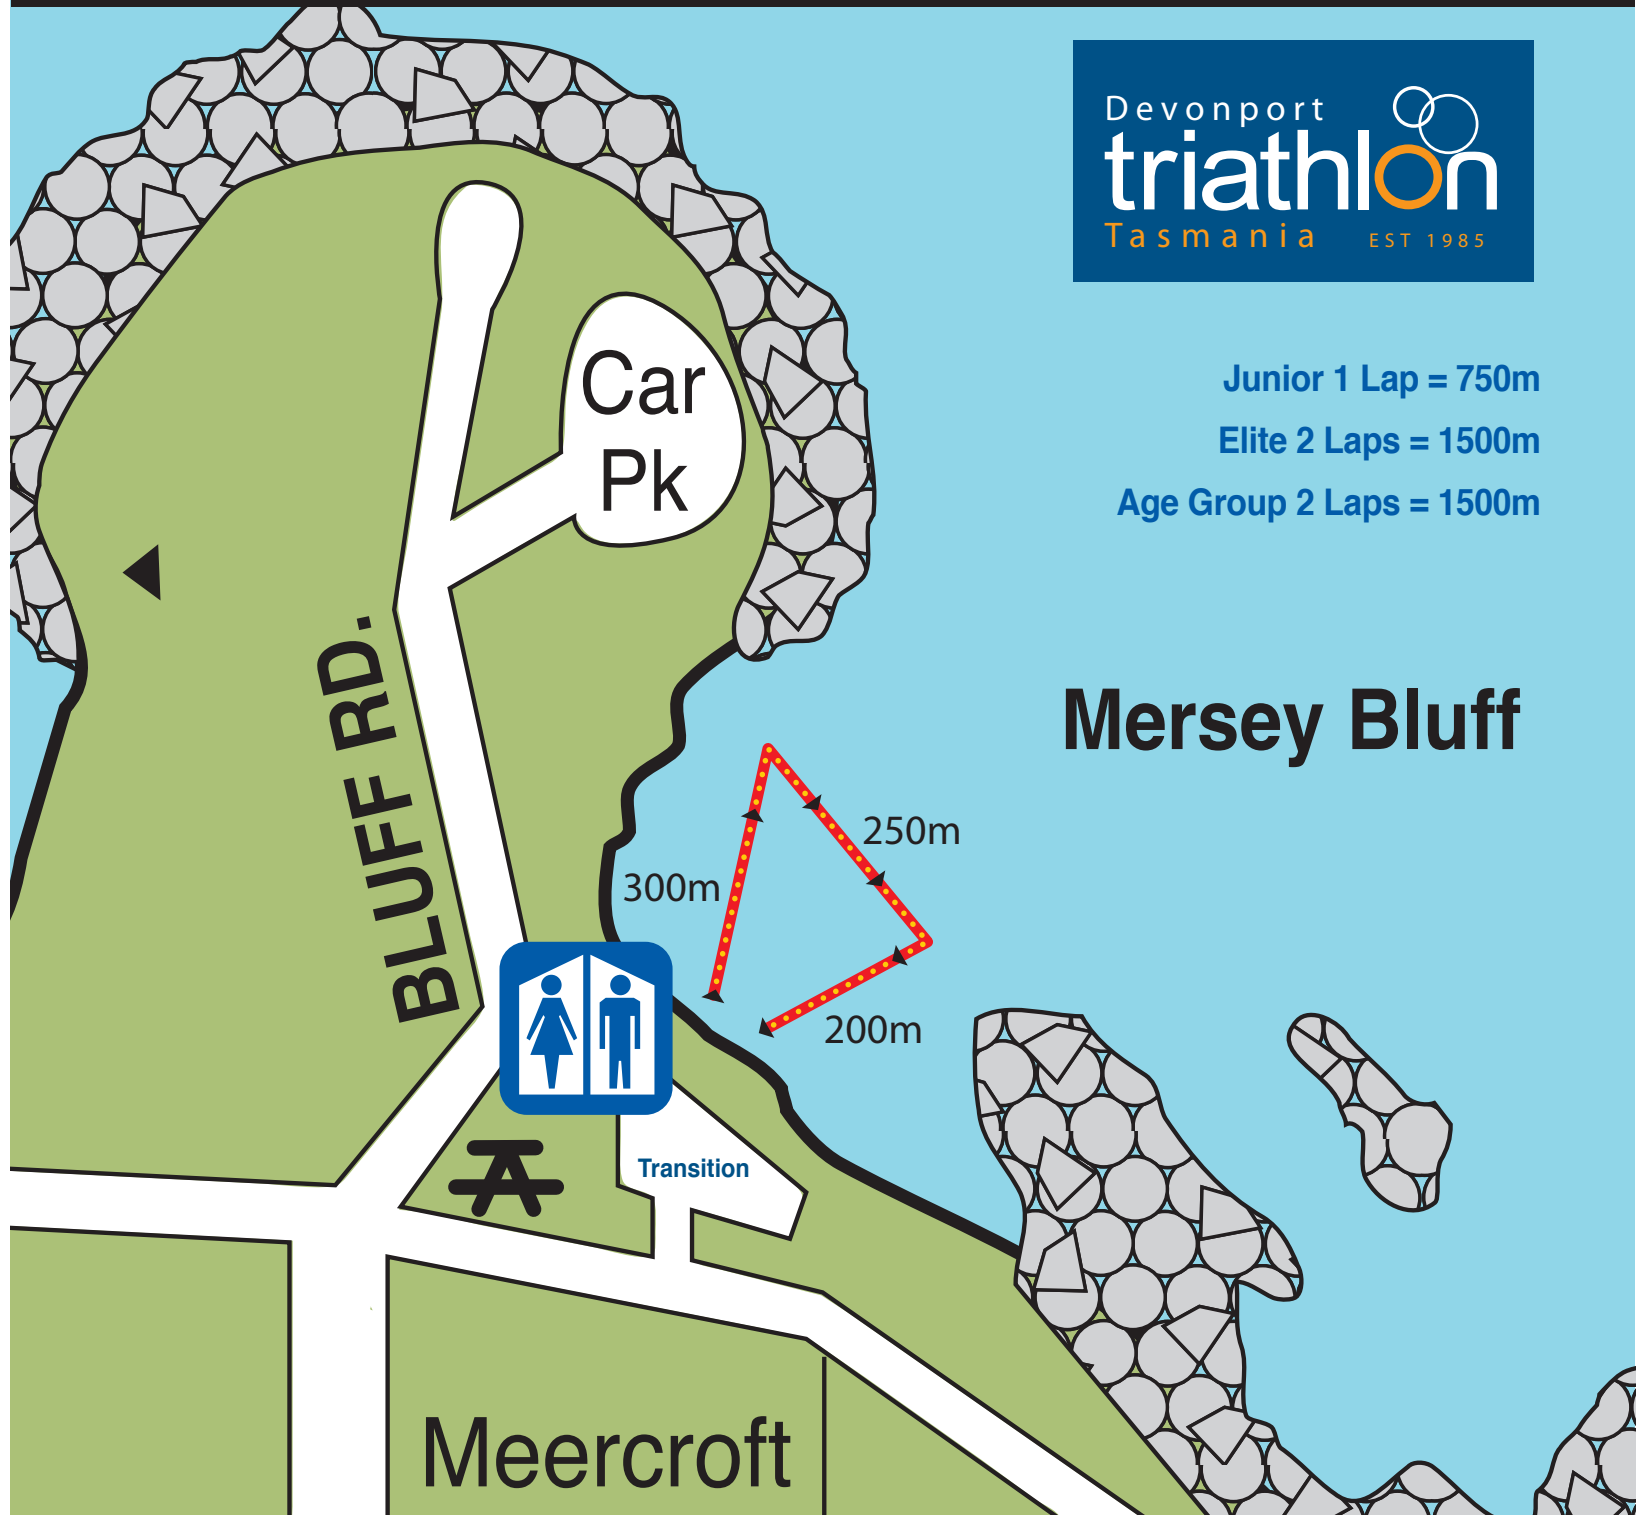 Devonport
triathlon
Tasmania EST 1985
Junior 1 Lap = 750m
Elite 2 Laps = 1500m
Age Group 2 Laps = 1500m
Car
Pk
BLUFF RD.
Mersey Bluff
250m
300m
200m
Transition
Meercroft